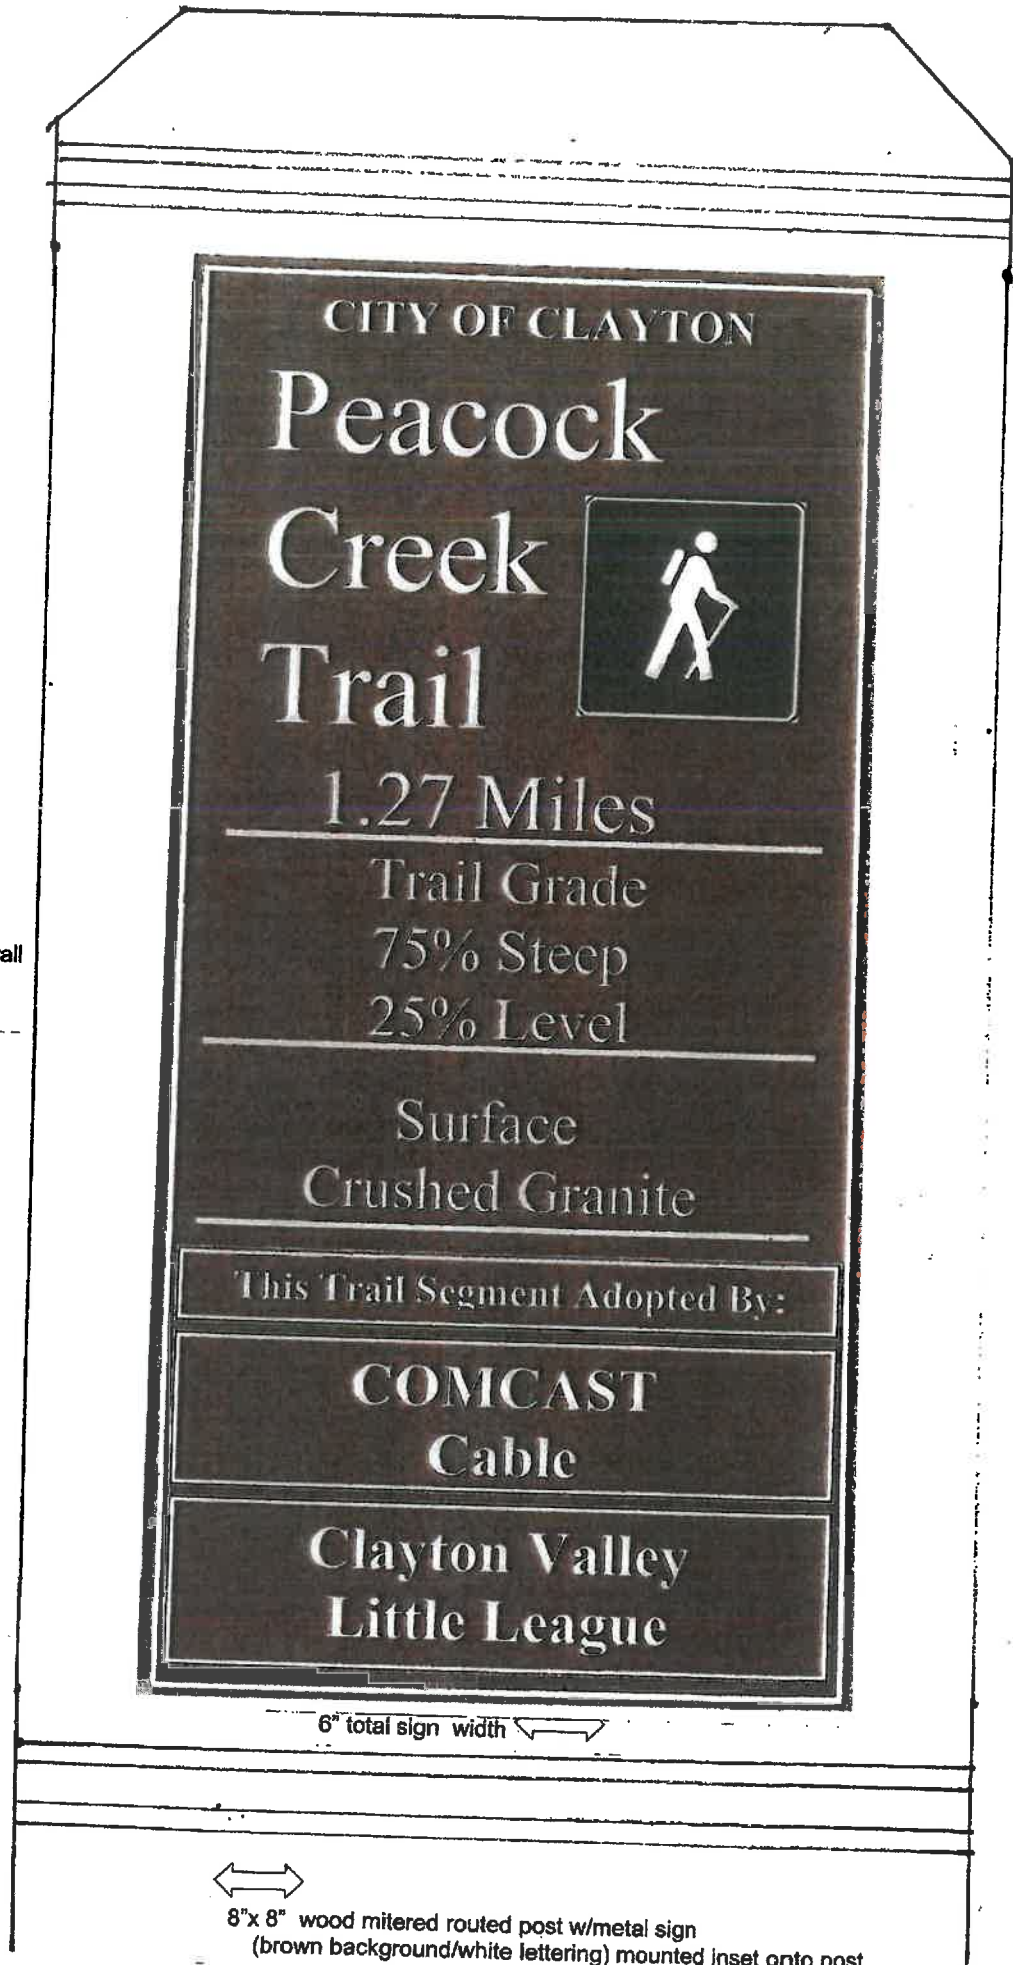 CITY OF CLAYTON
Peacock
Creek
Trail
1.27 Miles
Trail Grade
75% Steep
25% Level
Surface
Crushed Granite
This Trail Segment Adopted By:
COMCAST
Cable
Clayton Valley
Little League
6" total sign width
8"x 8" wood mitered routed post w/metal sign
(brown background/white lettering) mounted inset onto post